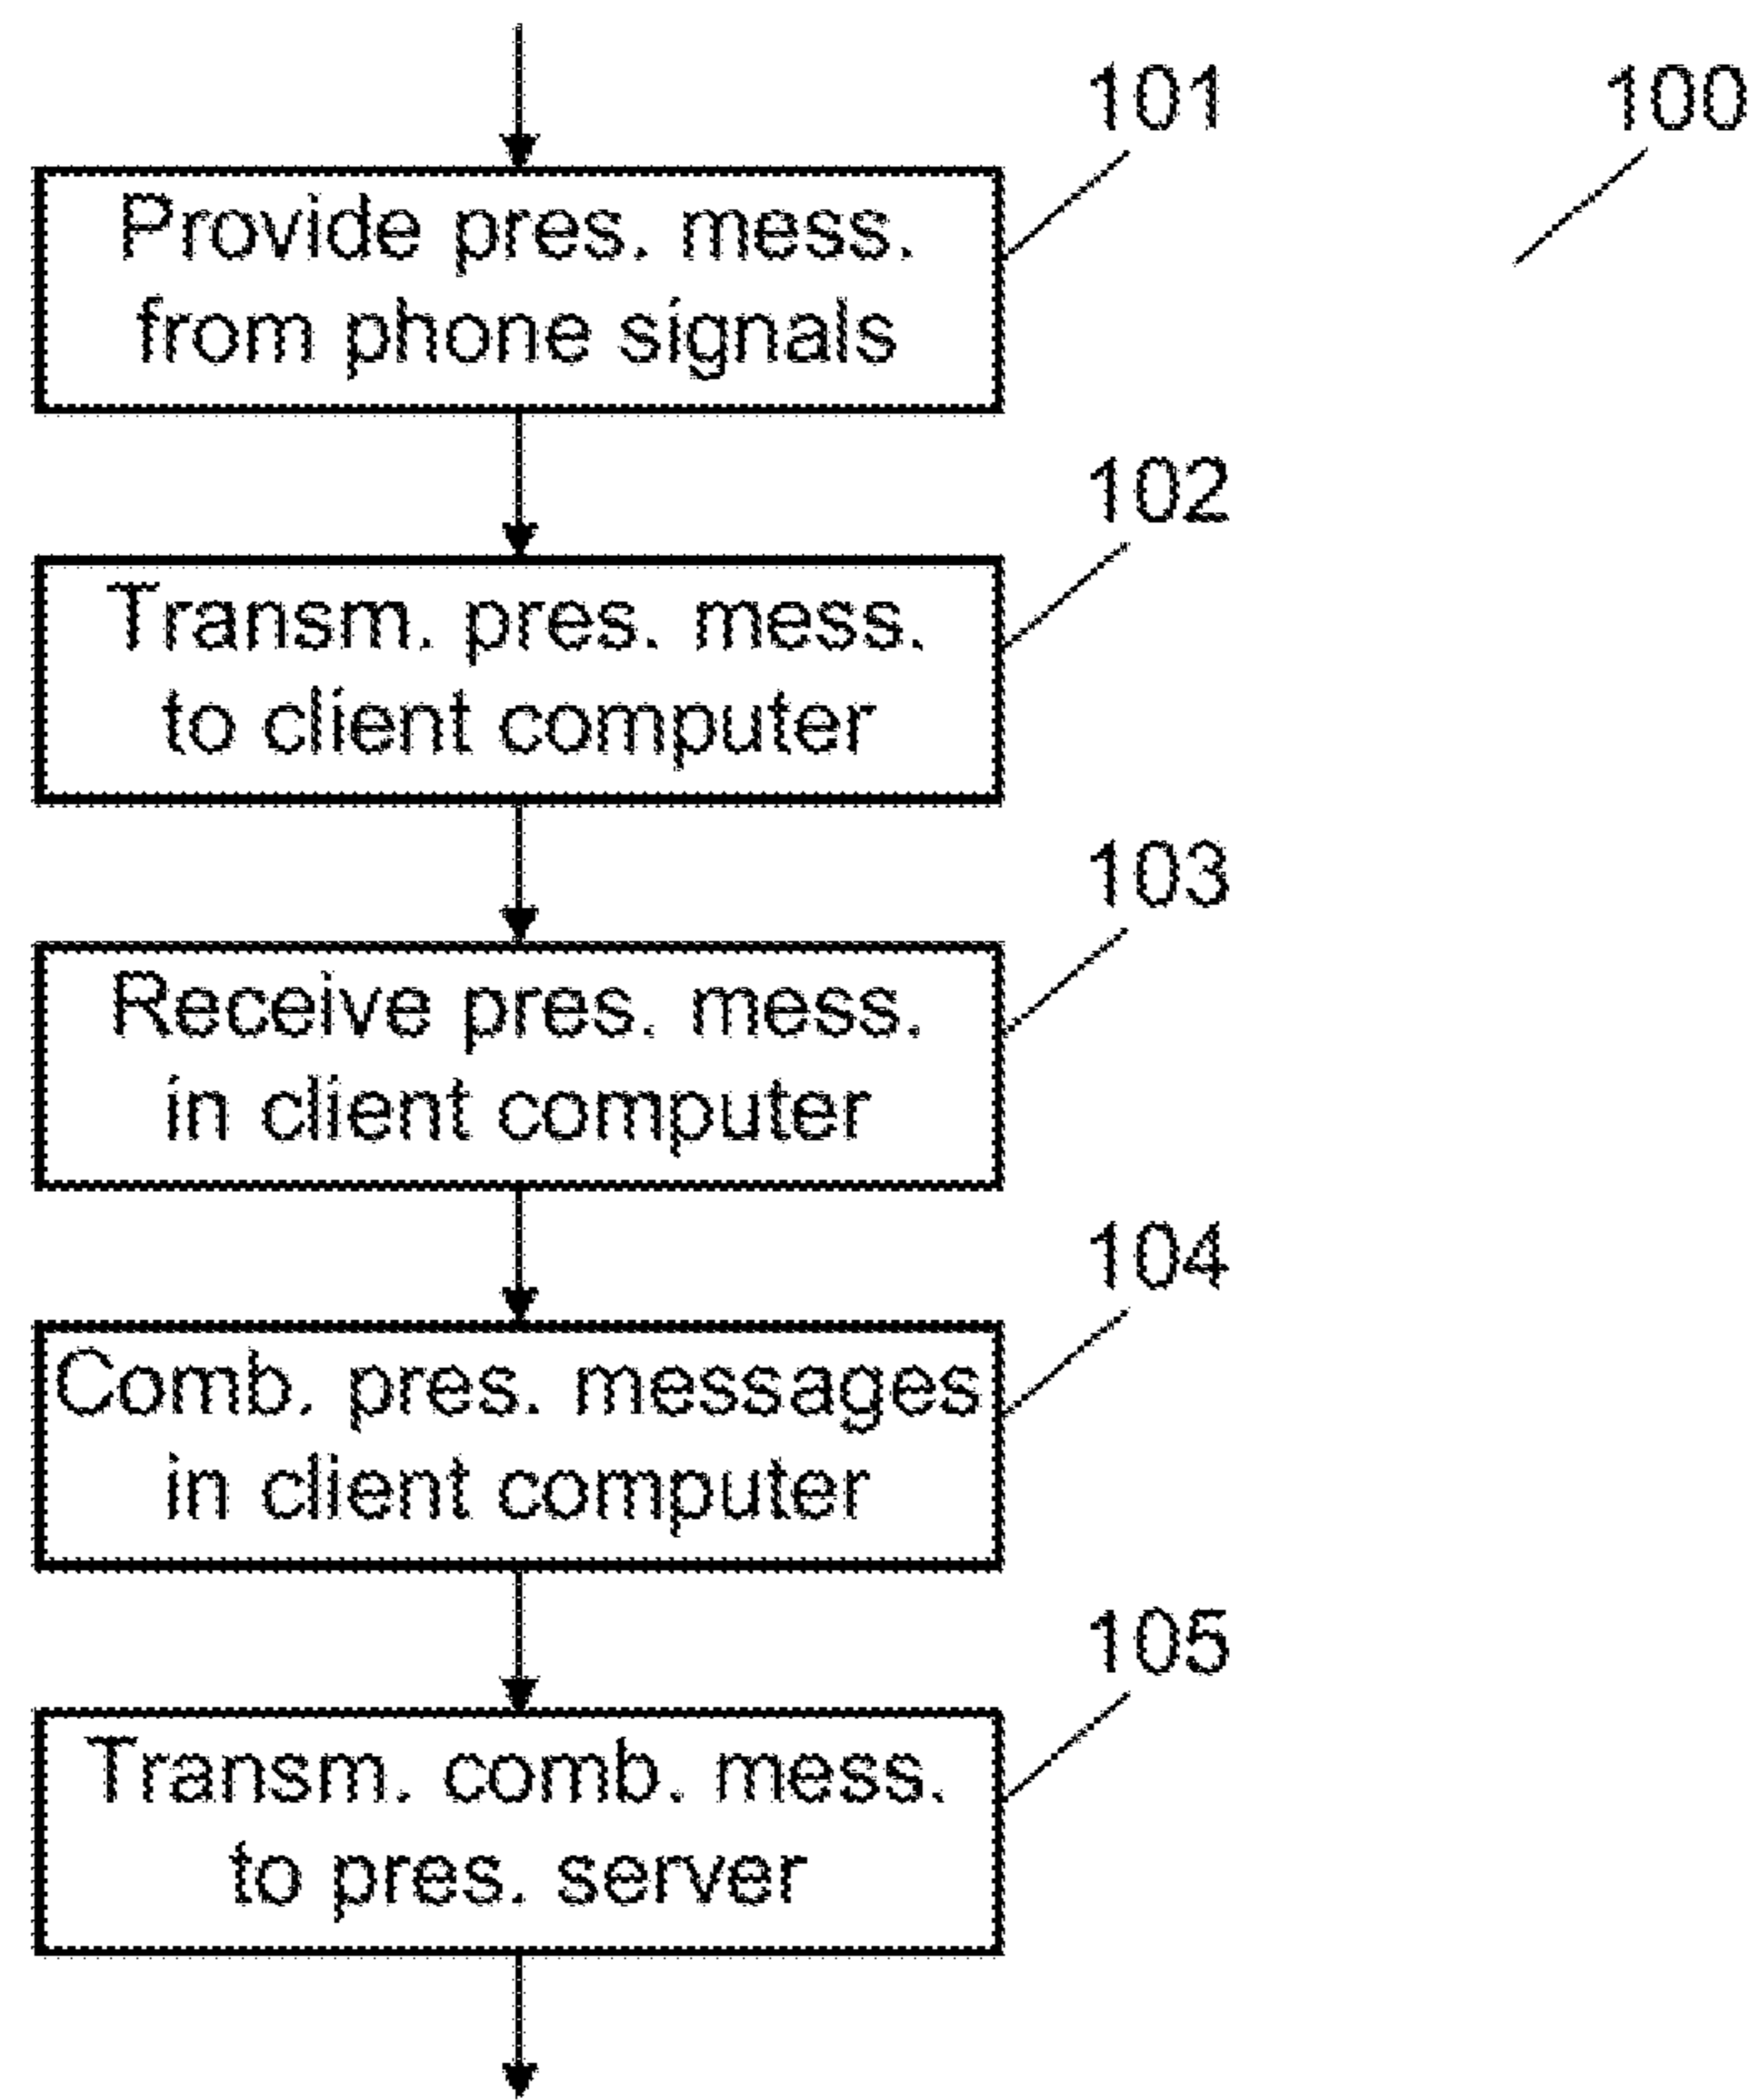 101
100
Provide pres. mess.
from phone signals
102
Transm. pres. mess.
to client computer
103
Receive pres. mess.
in client computer
104
Comb. pres. messages
in client computer
105
Transm. comb. mess.
to pres. server